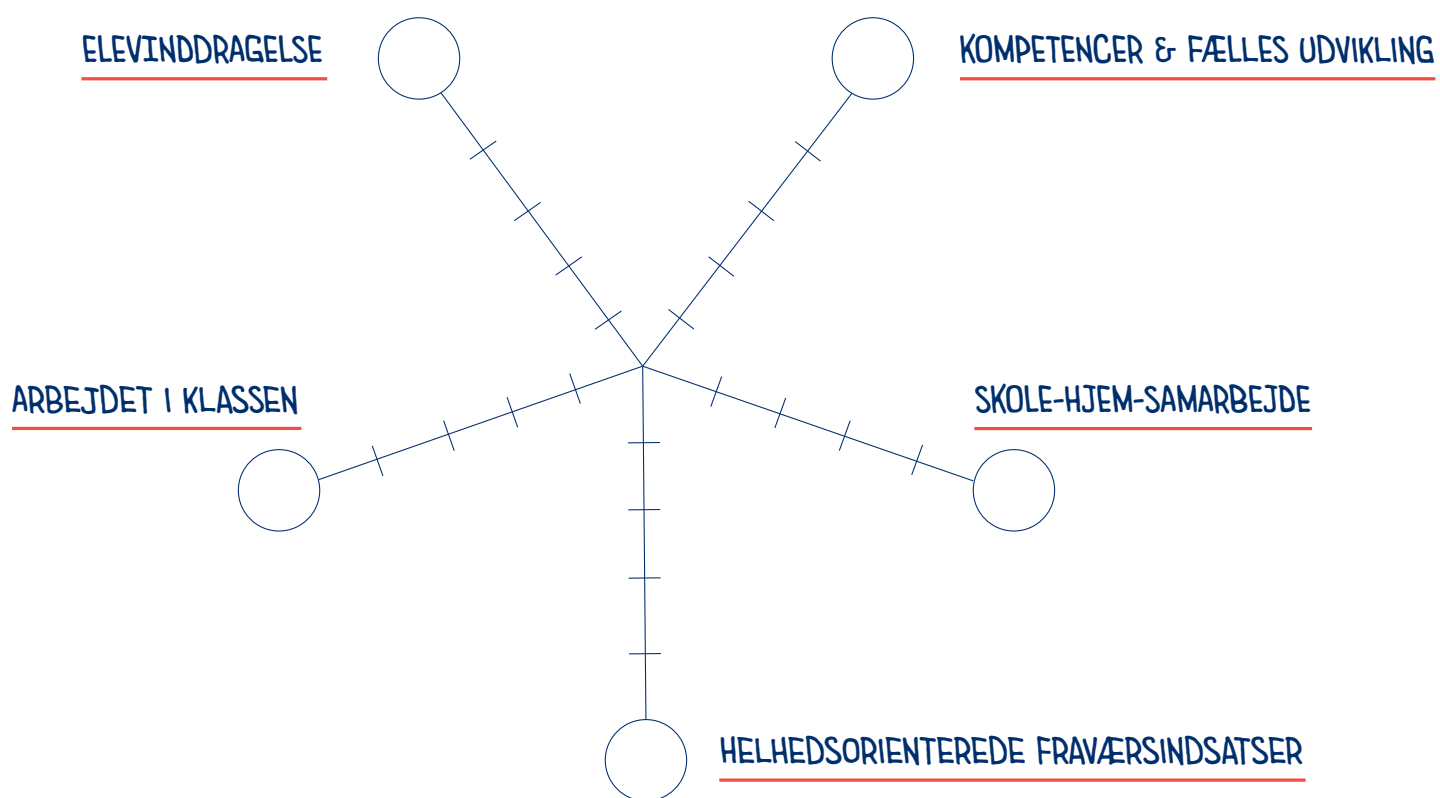 ELEVINDDRAGELSE
KOMPETENCER & FÆLLES UDVIKLING
ARBEJDET I KLASSEN
SKOLE-HJEM-SAMARBEJDE
HELHEDSORIENTEREDE FRAVÆRSINDSATSER